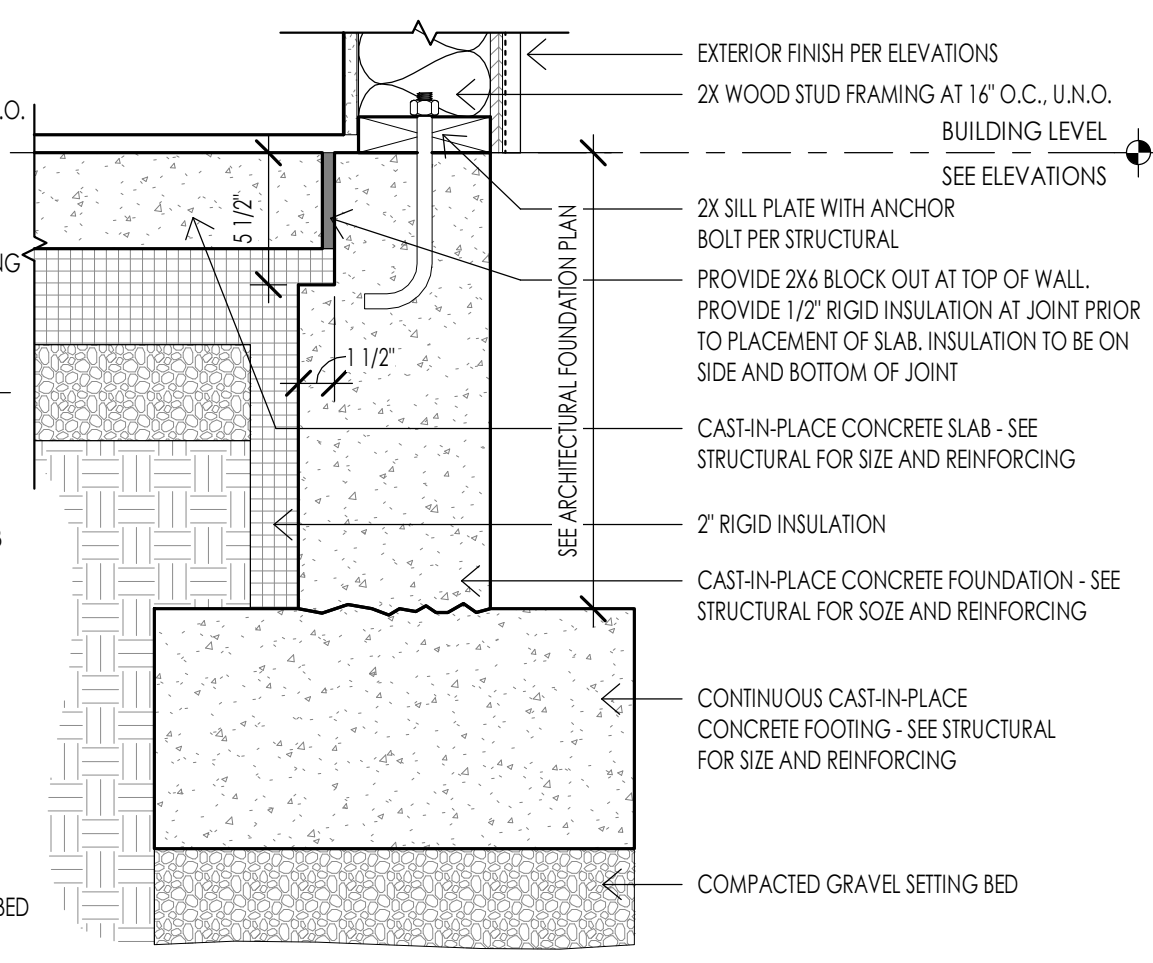 EXTERIOR FINISH PER ELEVATIONS
2X WOOD STUD FRAMING AT 16" O.C., U.N.O.
O.
BUILDING LEVEL
SEE ELEVATIONS
2X SILL PLATE WITH ANCHOR
BOLT PER STRUCTURAL
5 1/2"
NG
PROVIDE 2X6 BLOCK OUT AT TOP OF WALL.
PROVIDE 1/2" RIGID INSULATION AT JOINT PRIOR
TO PLACEMENT OF SLAB. INSULATION TO BE ON
SIDE AND BOTTOM OF JOINT
1 1/2"
SEE ARCHITECTURAL FOUNDATION PLAN
CAST-IN-PLACE CONCRETE SLAB - SEE
STRUCTURAL FOR SIZE AND REINFORCING
2" RIGID INSULATION
CAST-IN-PLACE CONCRETE FOUNDATION - SEE
STRUCTURAL FOR SOZE AND REINFORCING
CONTINUOUS CAST-IN-PLACE
CONCRETE FOOTING - SEE STRUCTURAL
FOR SIZE AND REINFORCING
COMPACTED GRAVEL SETTING BED
BED